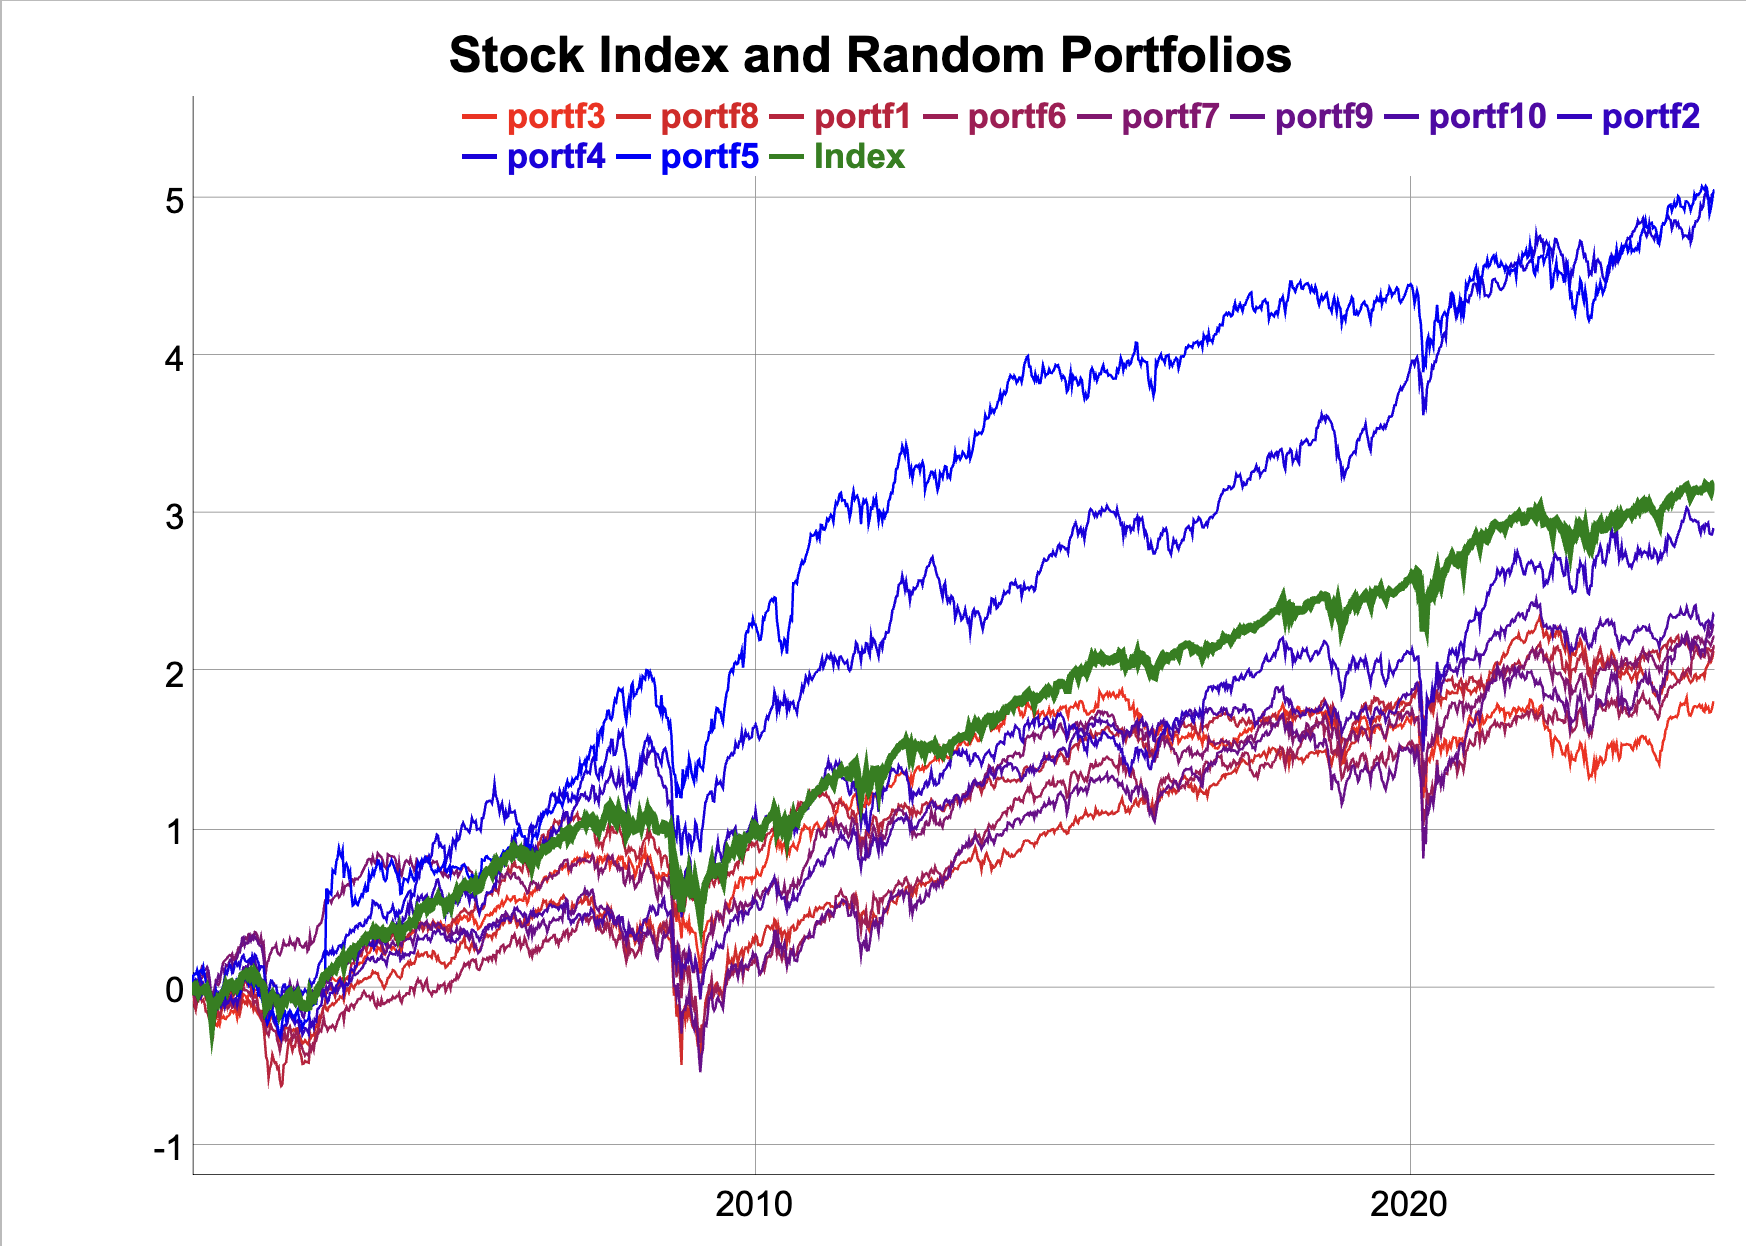 Stock Index and Random Portfolios
portf3 portf8 portf1 portf6 portf7 portf9 portf10 portf2
portf4 portf5 Index
5
4
3
2
1
0
-1
2010 2020